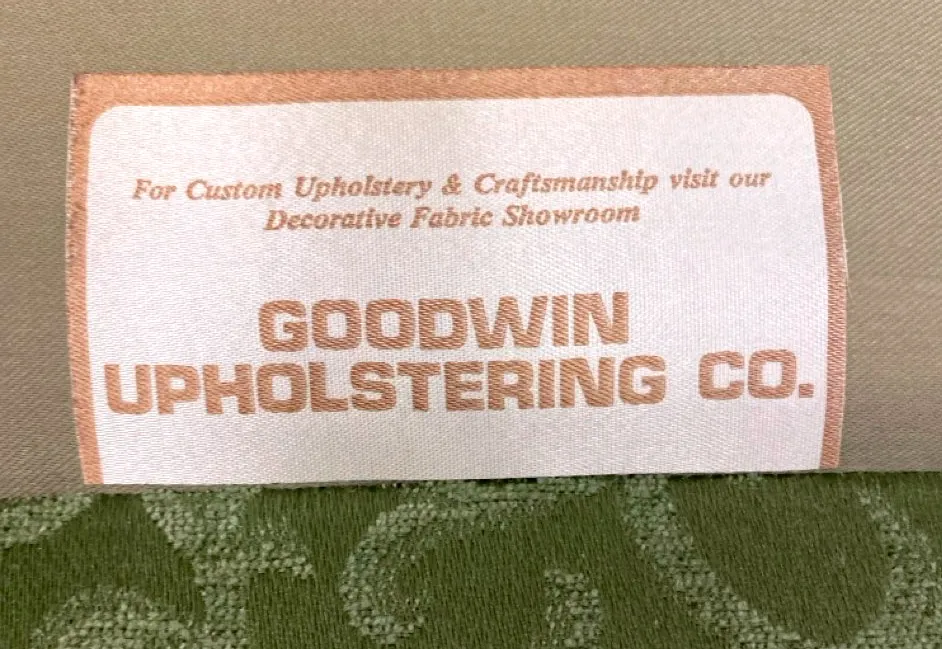 For Custom Upholstery & Craftsmanship visit our
Decorative Fabric Showroom
GOODWIN
UPHOLSTERING CO.